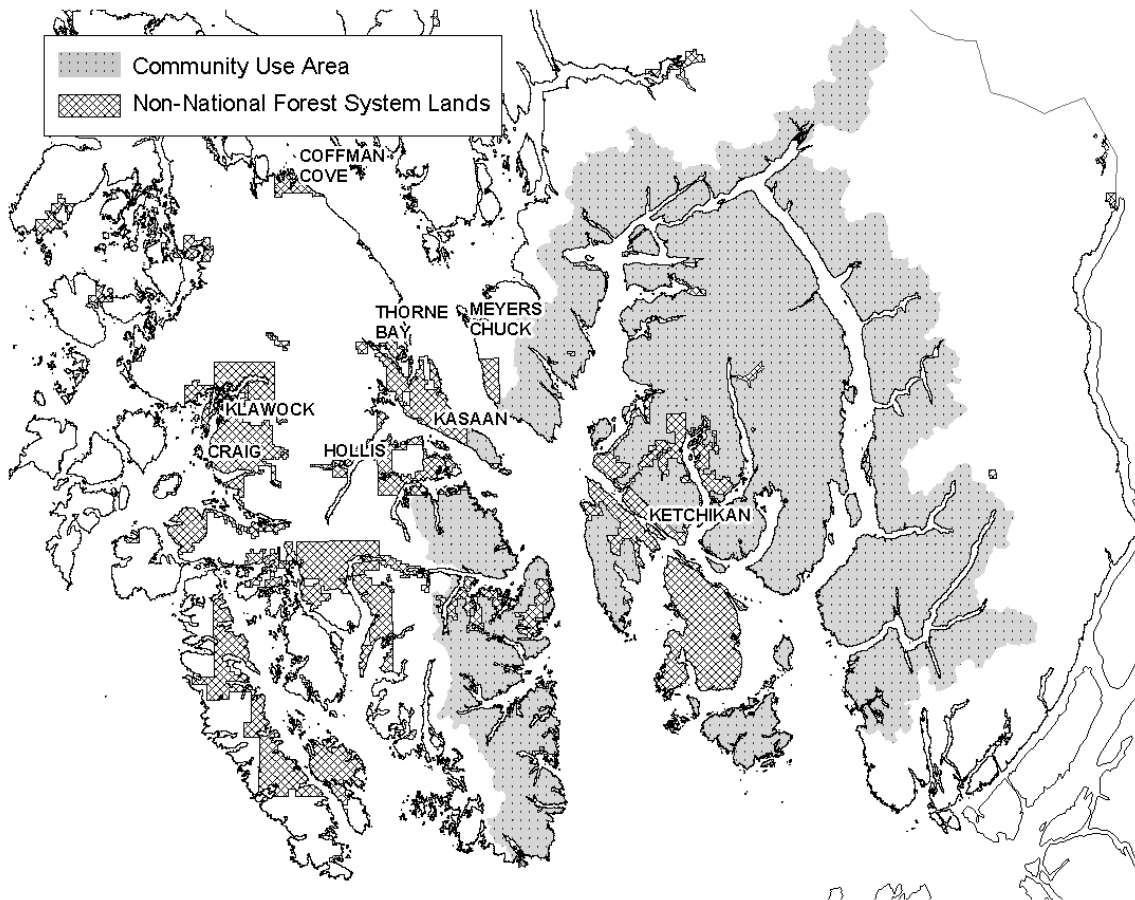 Community Use Area
Non-National Forest System Lands
COFFMAN
COVE
THORNE
BAY
MEYERS
CHUCK
KLAWOCK
KASAAN
CRAIG
HOLLIS
KETCHIKAN